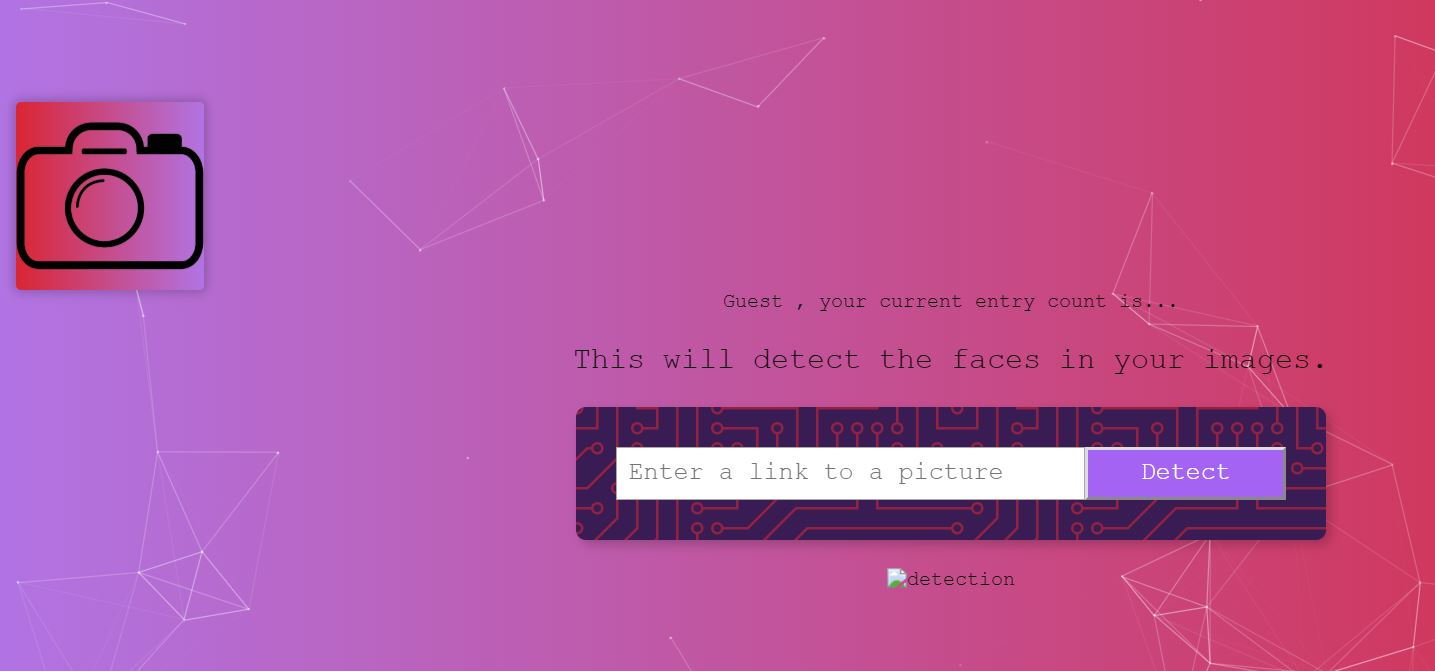 Guest , your current entry count is...
This will detect the faces in your images.
Enter a link to a picture Detect
detection